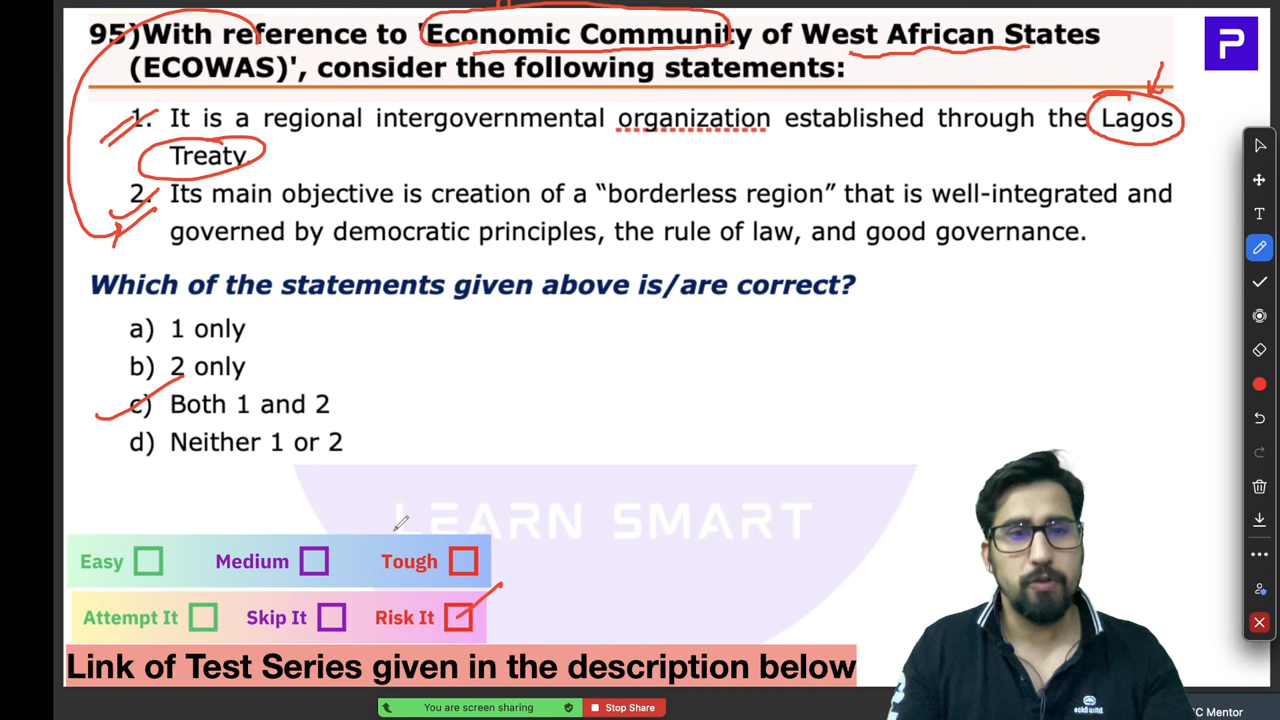 95)With reference to 'Economic Community of West African States
(ECOWAS)', consider the following statements:
1. It is a regional intergovernmental organization established through the Lagos
Treaty.
2. Its main objective is creation of a “borderless region” that is well-integrated and
governed by democratic principles, the rule of law, and good governance.
Which of the statements given above is/are correct?
a) 1 only
b) 2 only
c) Both 1 and 2
d) Neither 1 or 2
LEARN SMART
Easy Medium Tough
Attempt It Skip It Risk It
Link of Test Series given in the description below
You are screen sharing Stop Share
C Mentor